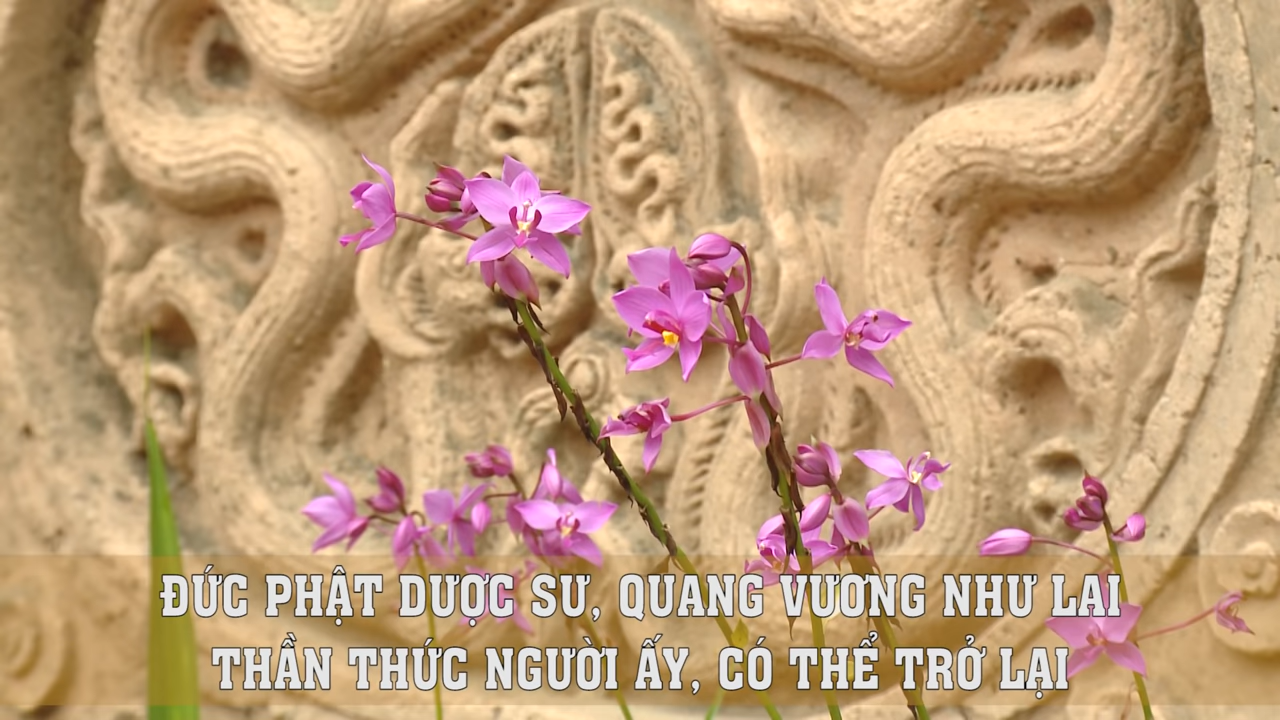 ĐỨC PHẬT DƯỢC SƯ, QUANG VƯƠNG NHƯ LAI
THẦN THỨC NGƯỜI ẤY, CÓ THỂ TRỞ LẠI